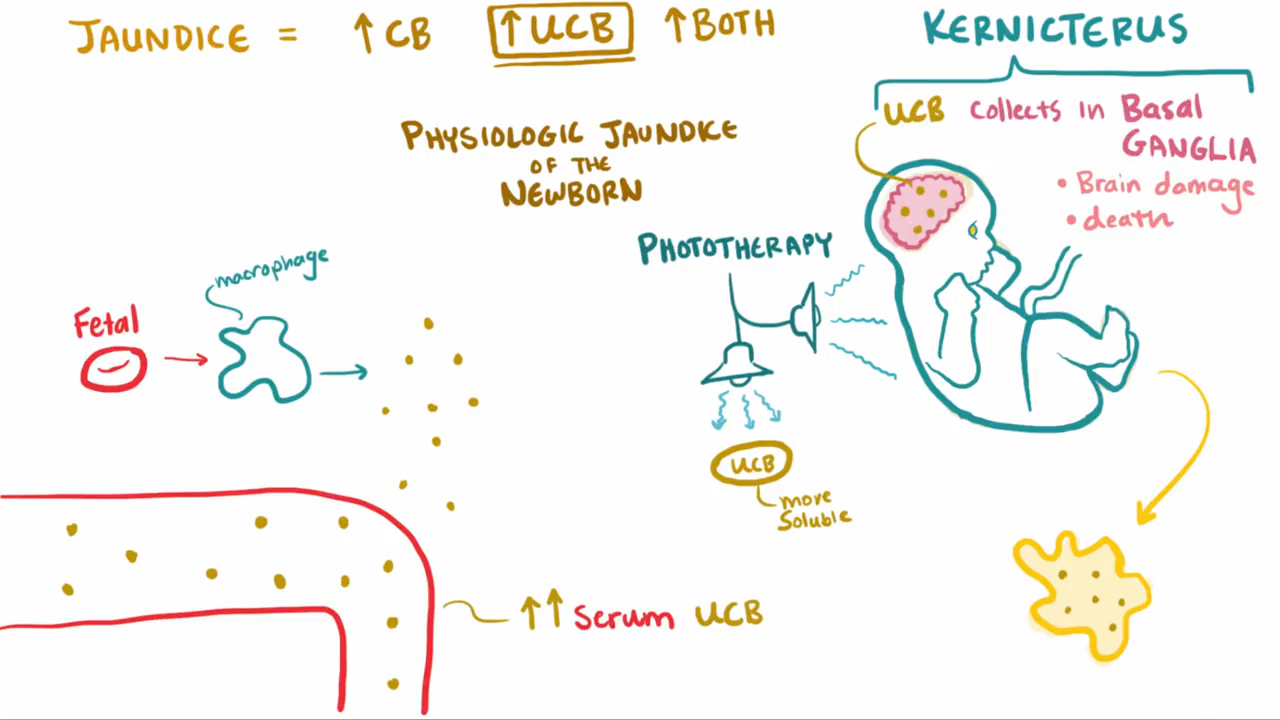 JAUNDICE = ↑CB ↑UCB ↑BOTH
KERNICTERUS
UCB collects in Basal
GANGLIA
• Brain damage
• death
PHYSIOLOGIC JAUNDICE
OF THE
NEWBORN
PHOTOTHERAPY
macrophage
Fetal
UCB
more
Soluble
↑↑ Serum UCB